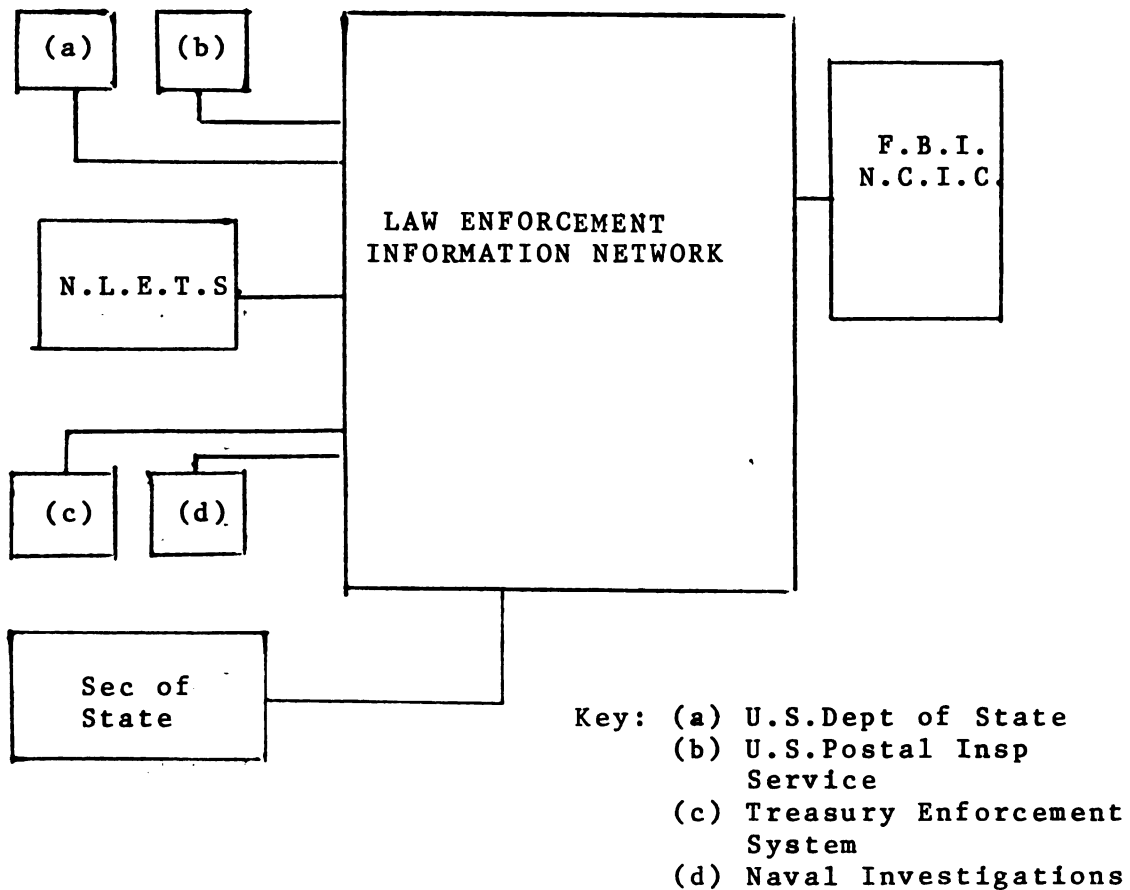 (a)
(b)
F.B.I.
N.C.I.C.
LAW ENFORCEMENT
INFORMATION NETWORK
N.L.E.T.S
(c)
(d)
Sec of
State
Key: (a) U.S.Dept of State
(b) U.S.Postal Insp
Service
(c) Treasury Enforcement
System
(d) Naval Investigations